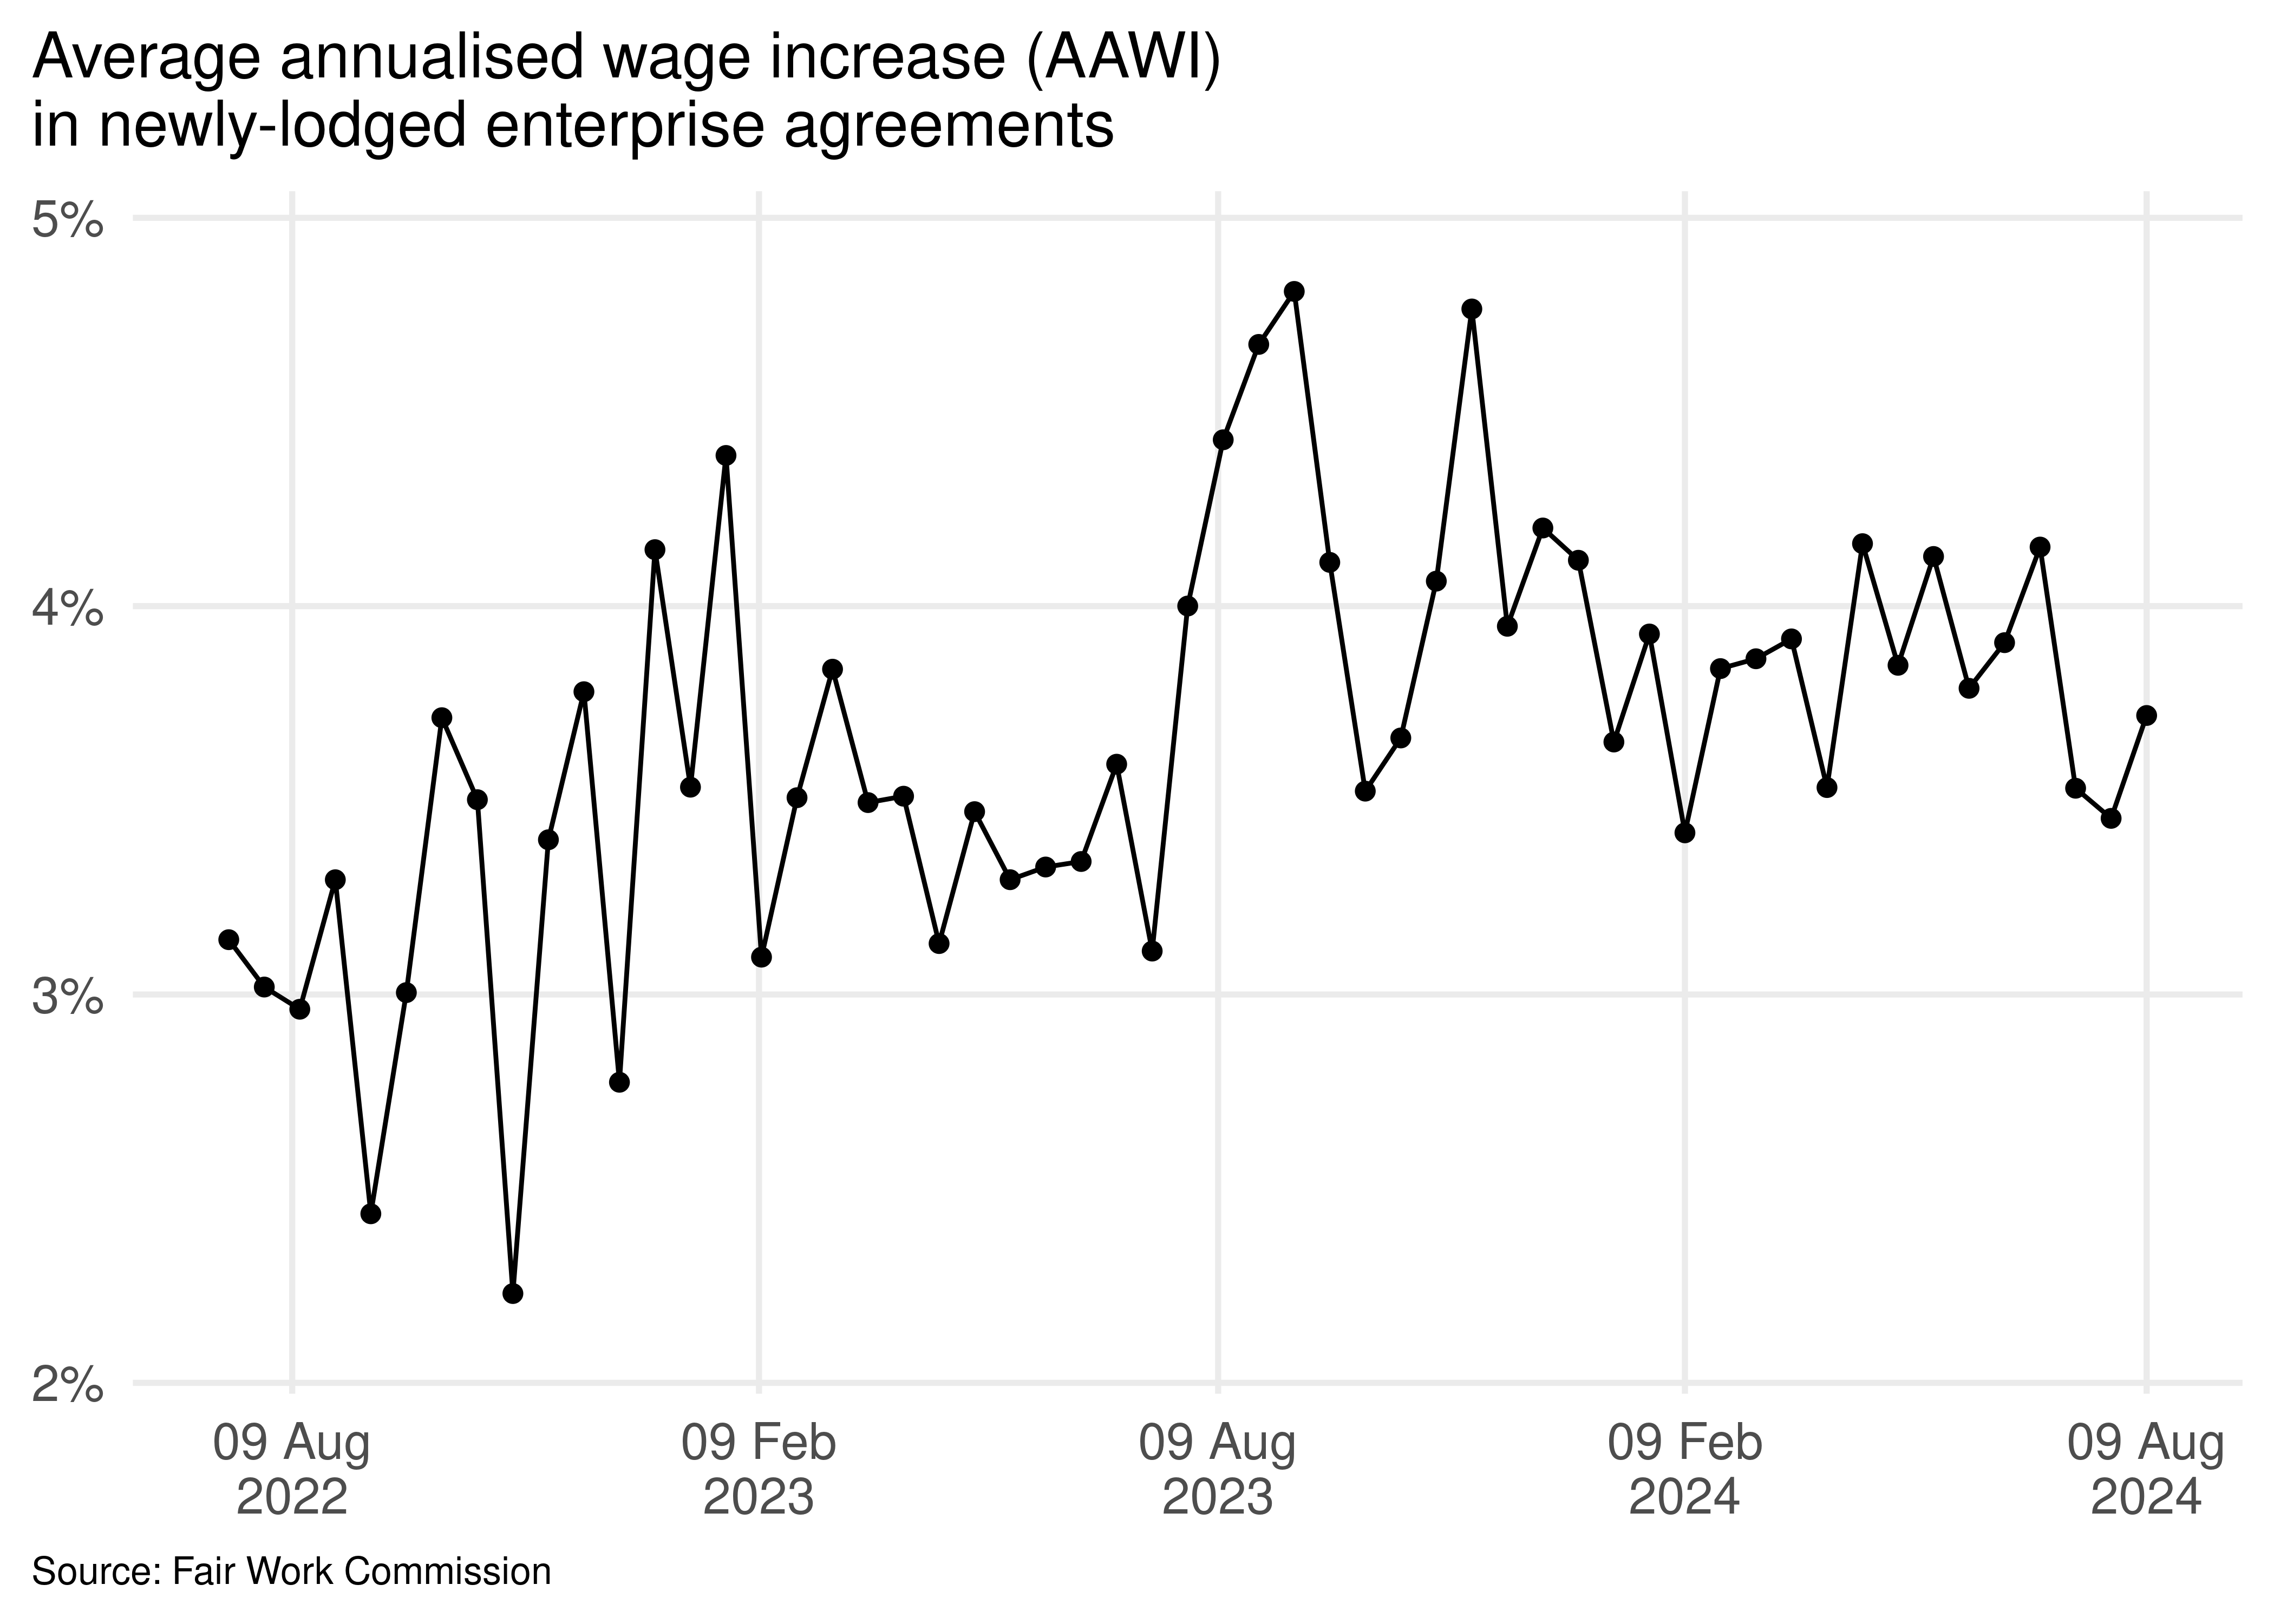 Average annualised wage increase (AAWI)
in newly-lodged enterprise agreements
5%
4%
3%
2%
09 Aug
2022
09 Feb
2023
09 Aug
2023
09 Feb
2024
09 Aug
2024
Source: Fair Work Commission